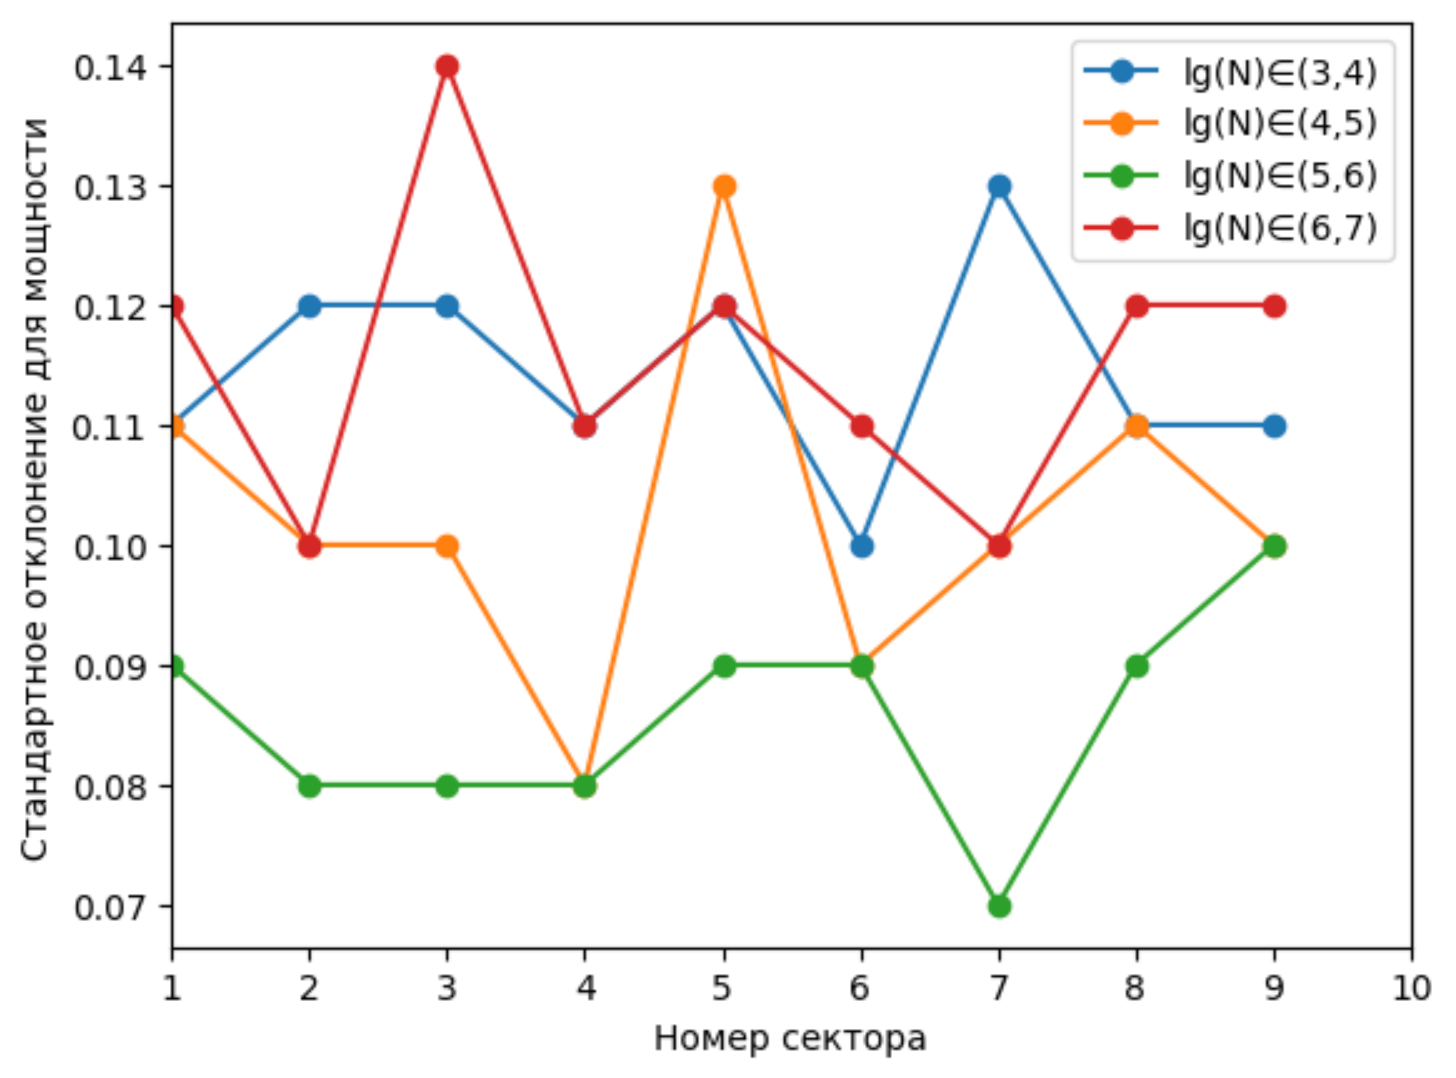 Стандартное отклонение для мощности
0.14
0.13
0.12
0.11
0.10
0.09
0.08
0.07
lg(N)∈(3,4)
lg(N)∈(4,5)
lg(N)∈(5,6)
lg(N)∈(6,7)
1 2 3 4 5 6 7 8 9 10
Номер сектора